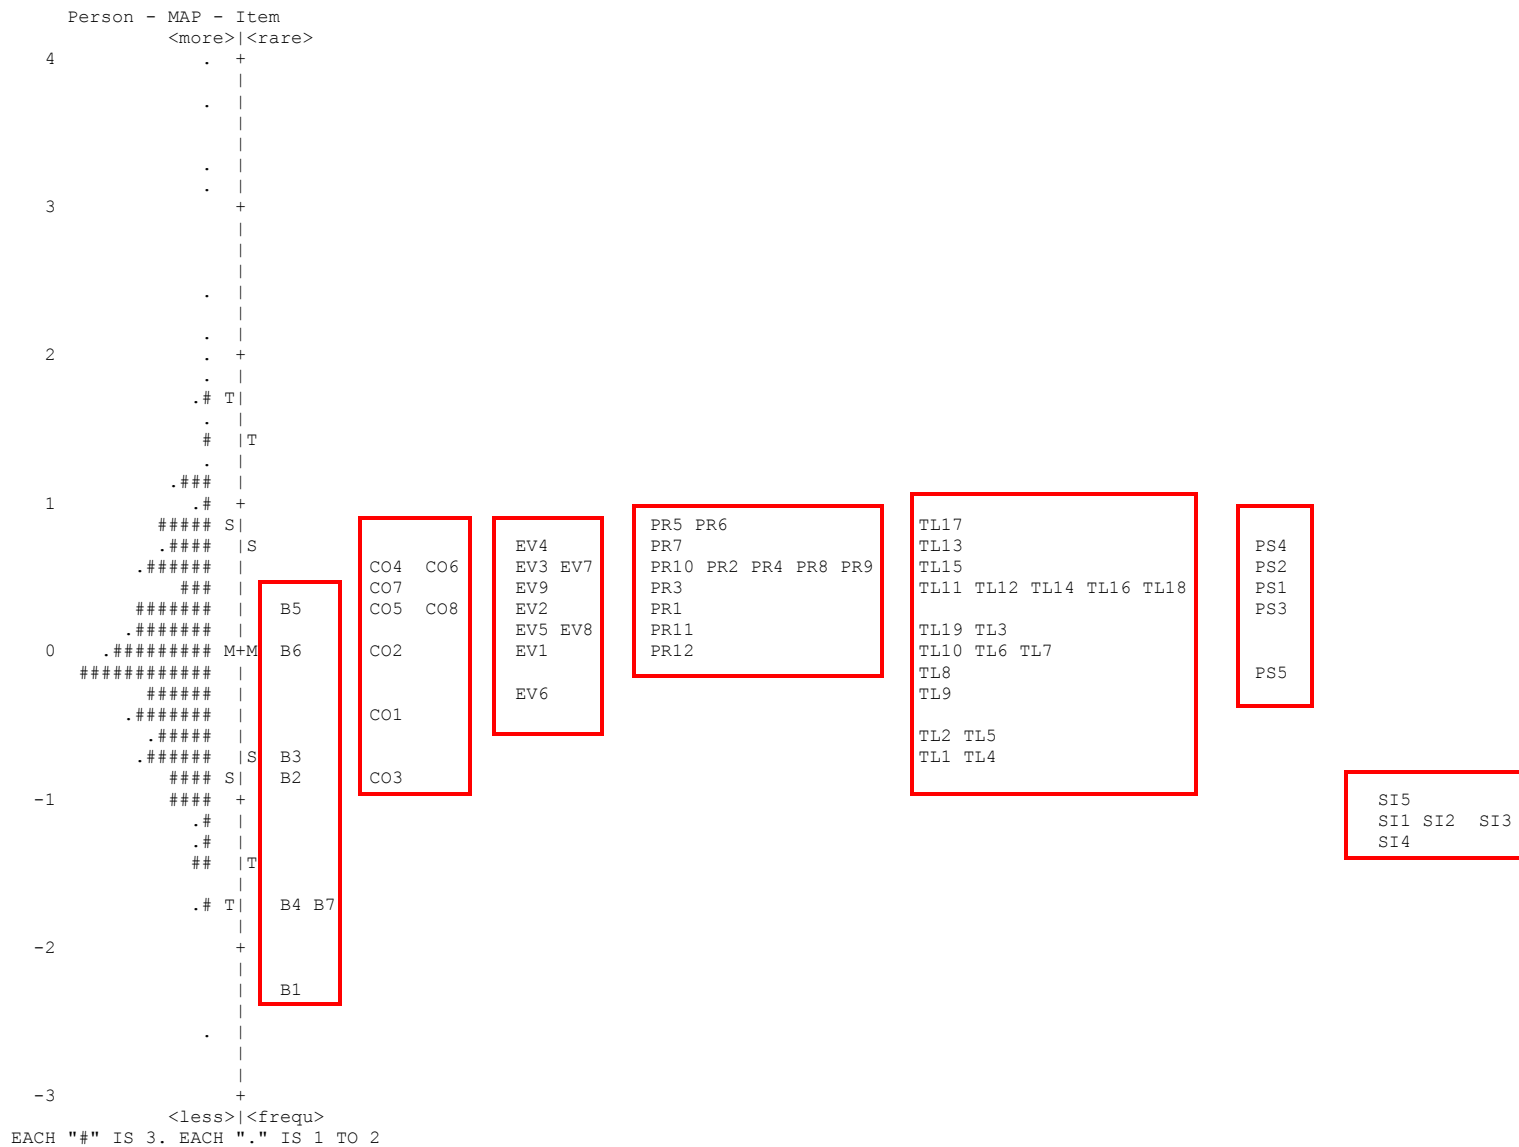 Person - MAP - Item
<more>|<rare>
4 . +
|
. |
|
|
. |
. |
3 +
|
|
|
. |
|
. |
2 . +
. |
.# T|
. |
# |T
. |
.### |
1 .# +
##### S| PR5 PR6 TL17
.#### |S EV4 PR7 TL13 PS4
.###### | CO4 CO6 EV3 EV7 PR10 PR2 PR4 PR8 PR9 TL15 PS2
### | CO7 EV9 PR3 TL11 TL12 TL14 TL16 TL18 PS1
####### | B5 CO5 CO8 EV2 PR1 PS3
.####### | EV5 EV8 PR11 TL19 TL3
0 .######### M+M B6 CO2 EV1 PR12 TL10 TL6 TL7
############ | TL8 PS5
###### | EV6 TL9
.####### | CO1
.##### | TL2 TL5
.###### |S B3 TL1 TL4
#### S| B2 CO3
-1 #### + SI5
.# | SI1 SI2 SI3
.# | SI4
## |T
|
.# T| B4 B7
|
-2 +
|
| B1
|
. |
|
|
-3 +
<less>|<frequ>
EACH "#" IS 3. EACH "." IS 1 TO 2